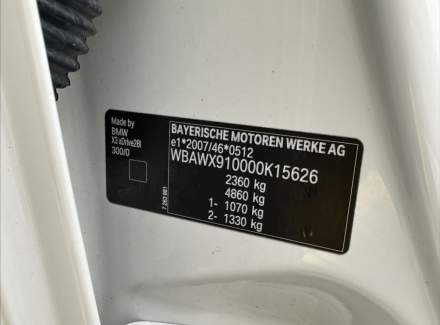 Made by
BMW
X3 xDrive28i
300/0
BAYERISCHE MOTOREN WERKE AG
e1*2007/46*0512
WBAWX910000K15626
2360 kg
4860 kg
1- 1070 kg
2- 1330 kg